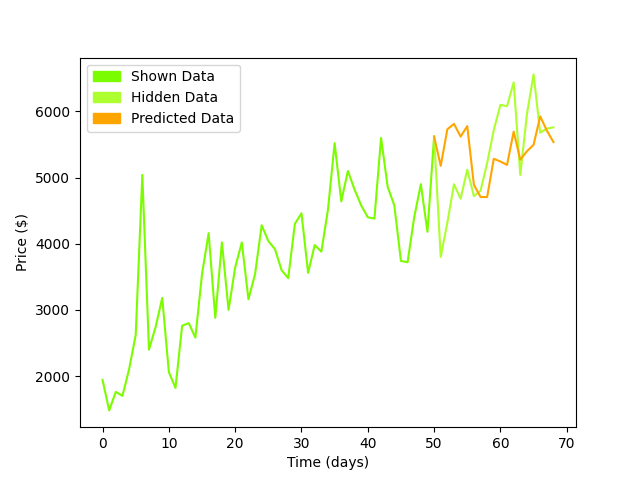 Shown Data
Hidden Data
Predicted Data
6000
5000
4000
3000
2000
Price ($)
0 10 20 30 40 50 60 70
Time (days)